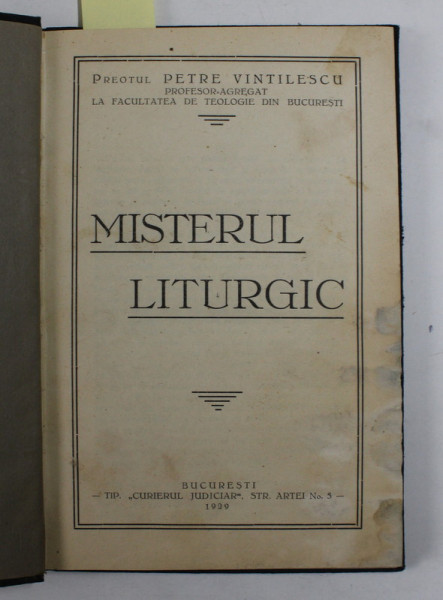 PREOTUL PETRE VINTILESCU
PROFESOR-AGREGAT
LA FACULTATEA DE TEOLOGIE DIN BUCUREȘTI
MISTERUL
LITURGIC
BUCUREȘTI
— TIP. „CURIERUL JUDICIAR“, STR. ARTEI No. 5 —
1929